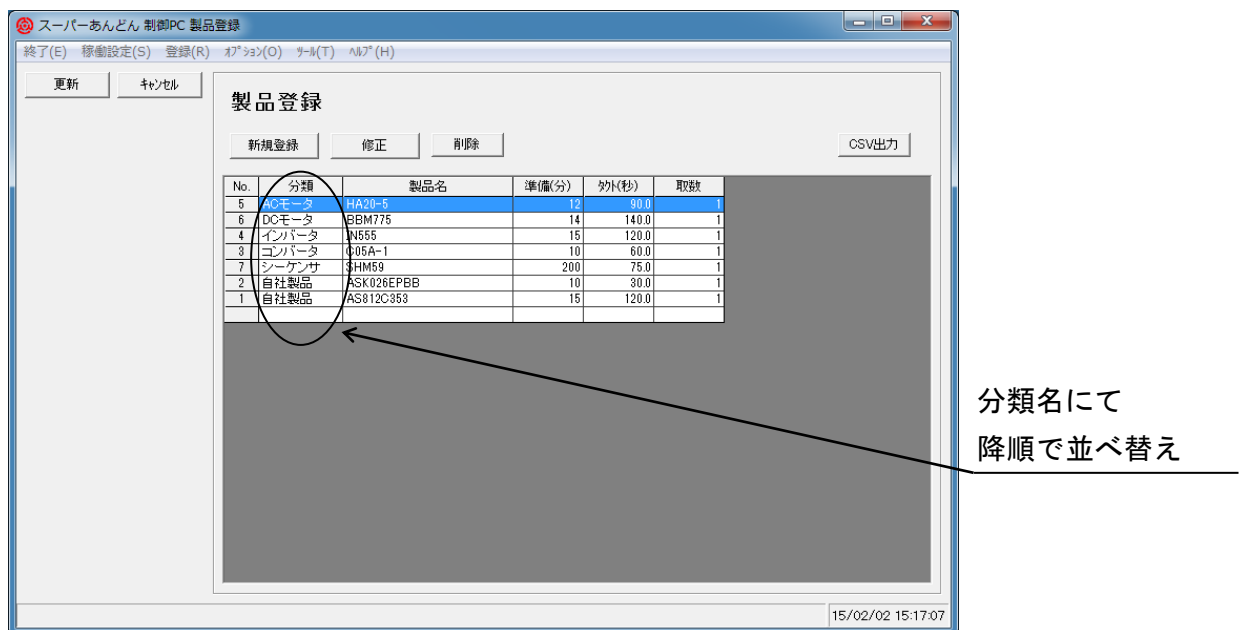 スーパーあんどん 制御PC 製品登録
終了(E) 稼働設定(S) 登録(R) ｵﾌﾟｼｮﾝ(O) ﾂｰﾙ(T) ﾍﾙﾌﾟ(H)
更新 ｷｬﾝｾﾙ
製品登録
新規登録 修正 削除 CSV出力
No. 分類 製品名 準備(分) ﾀｸﾄ(秒) 取数
5 ACモータ HA20-5 12 90.0 1
6 DCモータ BBM775 14 140.0 1
4 インバータ IN555 15 120.0 1
3 コンバータ C05A-1 10 60.0 1
7 シーケンサ SHM59 200 75.0 1
2 自社製品 ASK026EPBB 10 30.0 1
1 自社製品 AS812C353 15 120.0 1
分類名にて
降順で並べ替え
15/02/02 15:17:07